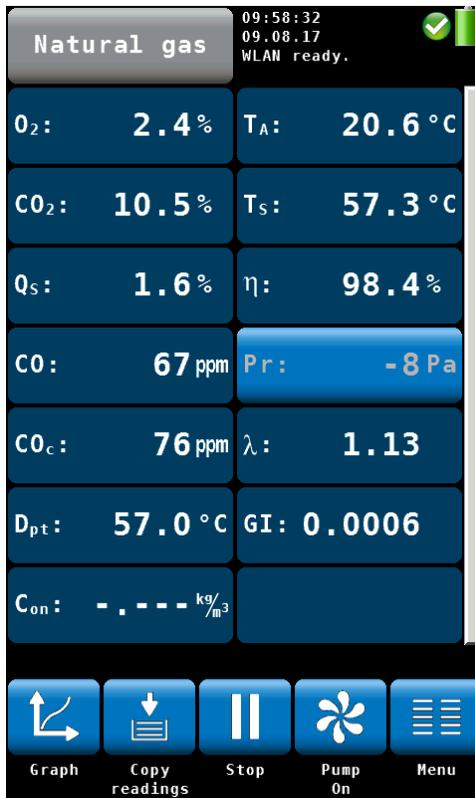 Natural gas
09:58:32
09.08.17
WLAN ready.
O₂: 2.4 % Tᴀ: 20.6 °C
CO₂: 10.5 % Tₛ: 57.3 °C
Qₛ: 1.6 % η: 98.4 %
CO: 67 ppm Pr: -8 Pa
CO꜀: 76 ppm λ: 1.13
Dₚₜ: 57.0 °C GI: 0.0006
Cₒₙ: -.--- kg/m³
Graph Copy readings Stop Pump On Menu